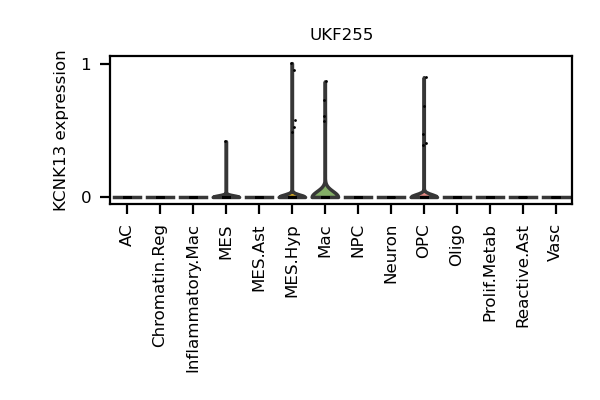 UKF255
KCNK13 expression
1
0
AC
Chromatin.Reg
Inflammatory.Mac
MES
MES.Ast
MES.Hyp
Mac
NPC
Neuron
OPC
Oligo
Prolif.Metab
Reactive.Ast
Vasc